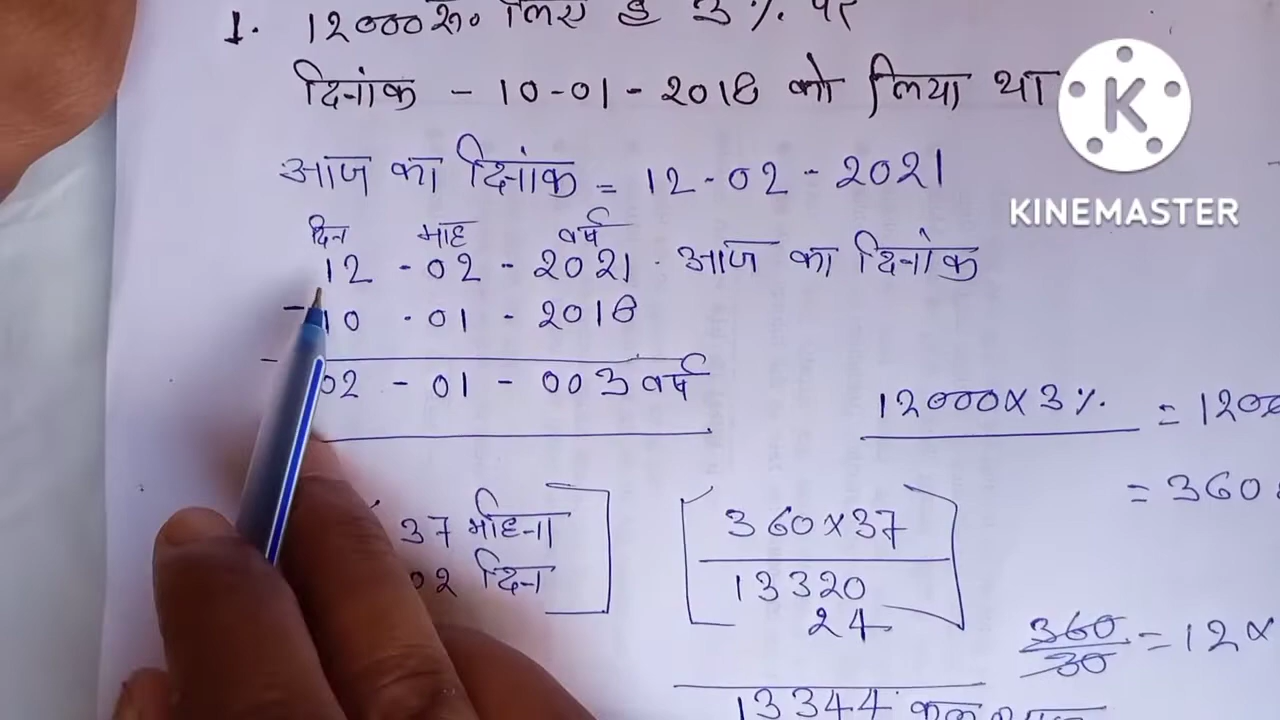 1. 12000रु० लिए है 3 % पर
दिनांक - 10-01-2018 को लिया था
K
KINEMASTER
आज का दिनांक = 12-02-2021
दिन माह वर्ष
12 - 02 - 2021 . आज का दिनांक
- 10 - 01 - 2018
02 - 01 - 003 वर्ष
12000x3% = 1200
= 360
37 महिना
02 दिन
360x37
13320
24
13344 कुल
360/30 = 12x